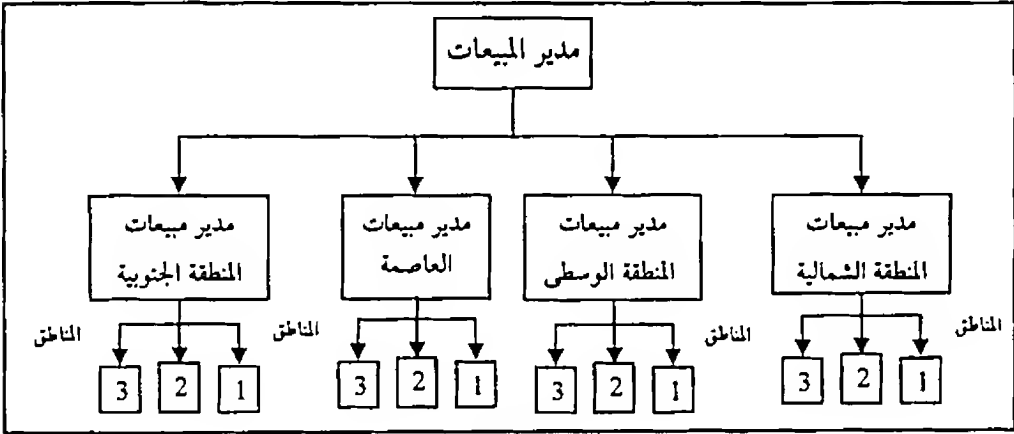 مدير المبيعات
مدير مبيعات
المنطقة الشمالية
مدير مبيعات
المنطقة الوسطى
مدير مبيعات
العاصمة
مدير مبيعات
المنطقة الجنوبية
المناطق
1
2
3
المناطق
1
2
3
المناطق
1
2
3
المناطق
1
2
3